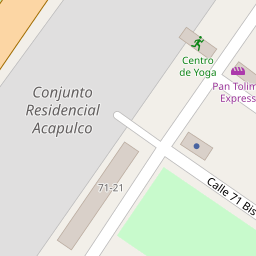 Centro
de Yoga
Pan Tolim
Express
Conjunto
Residencial
Acapulco
71-21
Calle 71 Bis